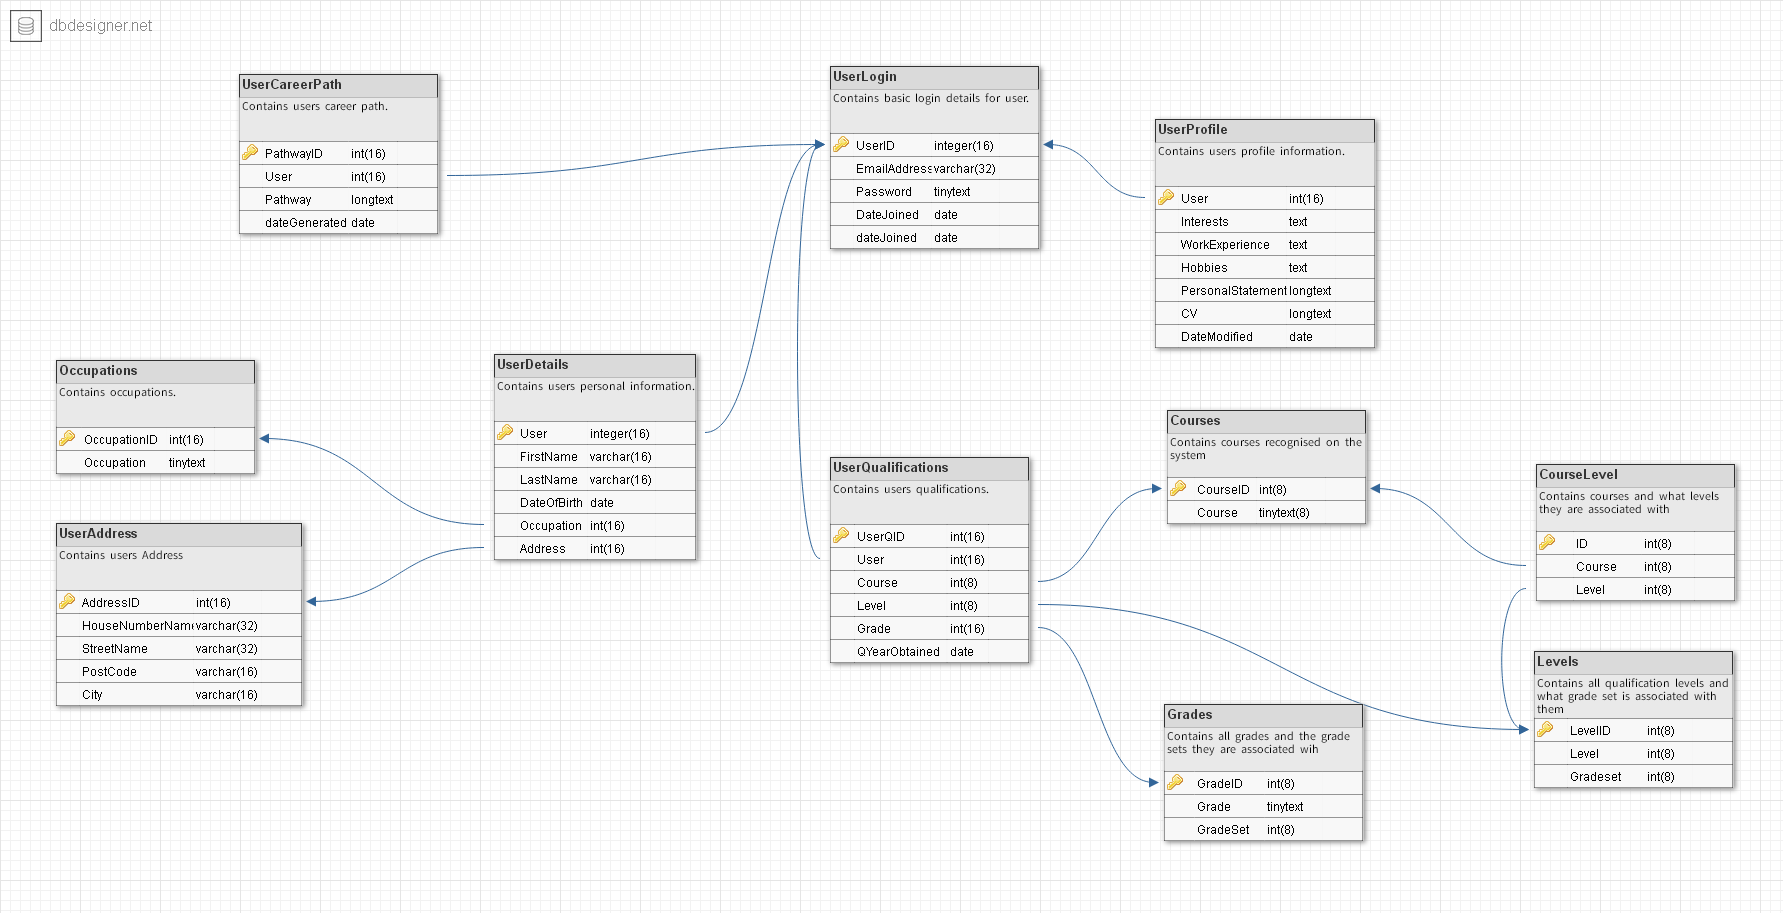 dbdesigner.net
UserCareerPath
Contains users career path.
PathwayID int(16)
User int(16)
Pathway longtext
dateGenerated date
UserLogin
Contains basic login details for user.
UserID integer(16)
EmailAddress varchar(32)
Password tinytext
DateJoined date
dateJoined date
UserProfile
Contains users profile information.
User int(16)
Interests text
WorkExperience text
Hobbies text
PersonalStatement longtext
CV longtext
DateModified date
Occupations
Contains occupations.
OccupationID int(16)
Occupation tinytext
UserDetails
Contains users personal information.
User integer(16)
FirstName varchar(16)
LastName varchar(16)
DateOfBirth date
Occupation int(16)
Address int(16)
UserAddress
Contains users Address
AddressID int(16)
HouseNumberName varchar(32)
StreetName varchar(32)
PostCode varchar(16)
City varchar(16)
UserQualifications
Contains users qualifications.
UserQID int(16)
User int(16)
Course int(8)
Level int(8)
Grade int(16)
QYearObtained date
Courses
Contains courses recognised on the
system
CourseID int(8)
Course tinytext(8)
CourseLevel
Contains courses and what levels
they are associated with
ID int(8)
Course int(8)
Level int(8)
Levels
Contains all qualification levels and
what grade set is associated with
them
LevelID int(8)
Level int(8)
Gradeset int(8)
Grades
Contains all grades and the grade
sets they are associated wih
GradeID int(8)
Grade tinytext
GradeSet int(8)